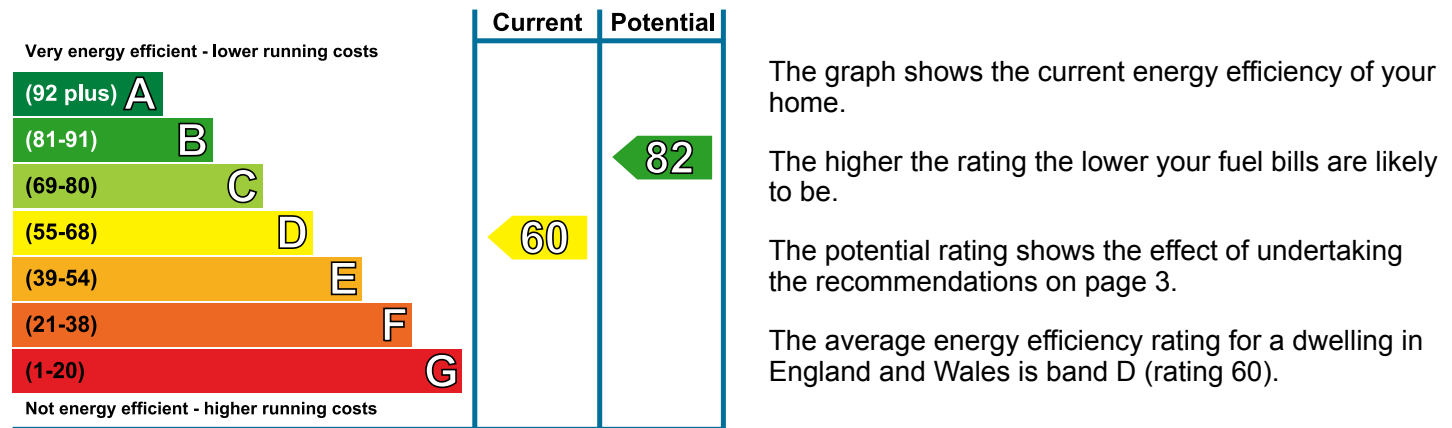 Current Potential
Very energy efficient - lower running costs
(92 plus) A
(81-91) B
82
(69-80) C
(55-68) D
60
(39-54) E
(21-38) F
(1-20) G
Not energy efficient - higher running costs
The graph shows the current energy efficiency of your
home.
The higher the rating the lower your fuel bills are likely
to be.
The potential rating shows the effect of undertaking
the recommendations on page 3.
The average energy efficiency rating for a dwelling in
England and Wales is band D (rating 60).